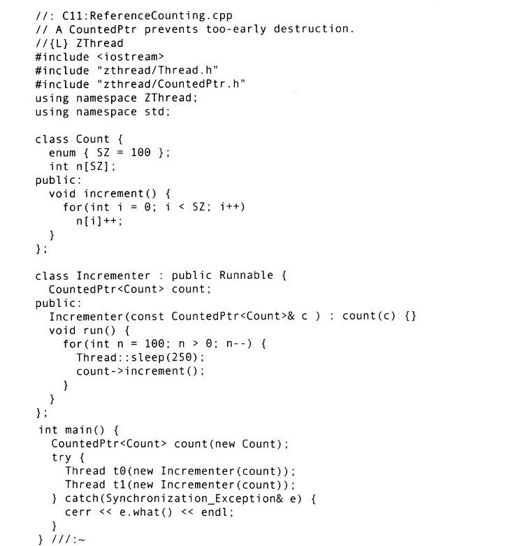 //: C11:ReferenceCounting.cpp
// A CountedPtr prevents too-early destruction.
//{L} ZThread
#include <iostream>
#include "zthread/Thread.h"
#include "zthread/CountedPtr.h"
using namespace ZThread;
using namespace std;

class Count {
  enum { SZ = 100 };
  int n[SZ];
public:
  void increment() {
    for(int i = 0; i < SZ; i++)
      n[i]++;
  }
};

class Incrementer : public Runnable {
  CountedPtr<Count> count;
public:
  Incrementer(const CountedPtr<Count>& c ) : count(c) {}
  void run() {
    for(int n = 100; n > 0; n--) {
      Thread::sleep(250);
      count->increment();
    }
  }
};
int main() {
  CountedPtr<Count> count(new Count);
  try {
    Thread t0(new Incrementer(count));
    Thread t1(new Incrementer(count));
  } catch(Synchronization_Exception& e) {
    cerr << e.what() << endl;
  }
} ///:~